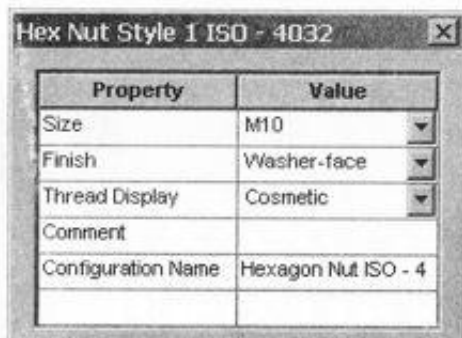 Hex Nut Style 1 ISO - 4032
Property Value
Size M10
Finish Washer-face
Thread Display Cosmetic
Comment
Configuration Name Hexagon Nut ISO - 4